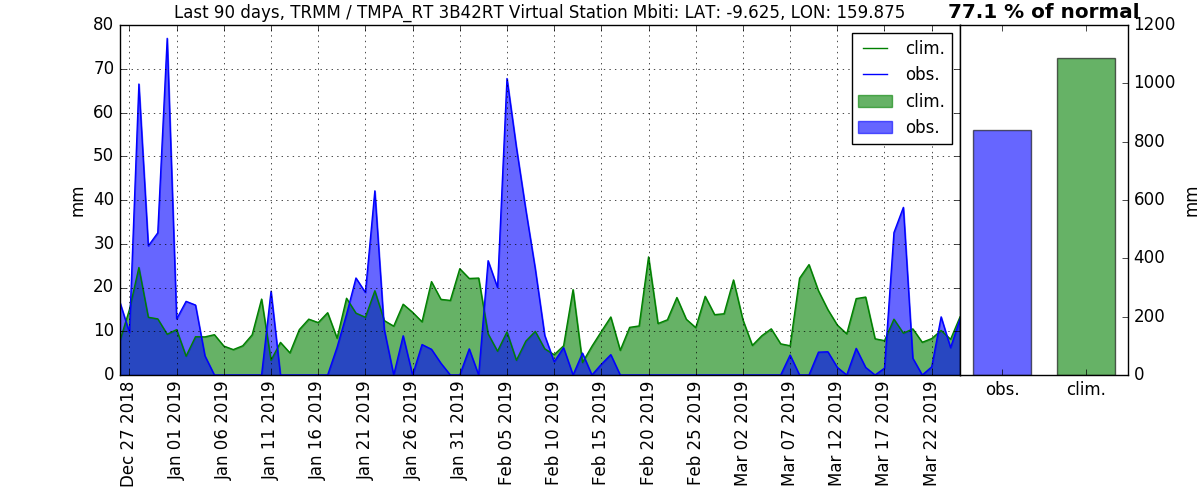 Last 90 days, TRMM / TMPA_RT 3B42RT Virtual Station Mbiti: LAT: -9.625, LON: 159.875
77.1 % of normal
80
70
60
50
40
30
20
10
0
mm
clim.
obs.
clim.
obs.
1200
1000
800
600
400
200
0
mm
Dec 27 2018
Jan 01 2019
Jan 06 2019
Jan 11 2019
Jan 16 2019
Jan 21 2019
Jan 26 2019
Jan 31 2019
Feb 05 2019
Feb 10 2019
Feb 15 2019
Feb 20 2019
Feb 25 2019
Mar 02 2019
Mar 07 2019
Mar 12 2019
Mar 17 2019
Mar 22 2019
obs.
clim.